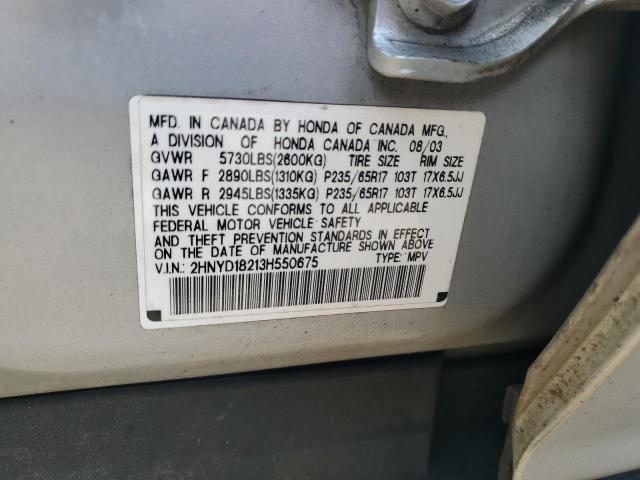 MFD. IN CANADA BY HONDA OF CANADA MFG.,
A DIVISION OF HONDA CANADA INC. 08/03
GVWR 5730LBS(2600KG) TIRE SIZE RIM SIZE
GAWR F 2890LBS(1310KG) P235/65R17 103T 17X6.5JJ
GAWR R 2945LBS(1335KG) P235/65R17 103T 17X6.5JJ
THIS VEHICLE CONFORMS TO ALL APPLICABLE
FEDERAL MOTOR VEHICLE SAFETY
AND THEFT PREVENTION STANDARDS IN EFFECT
ON THE DATE OF MANUFACTURE SHOWN ABOVE.
V.I.N.: 2HNYD18213H550675 TYPE: MPV